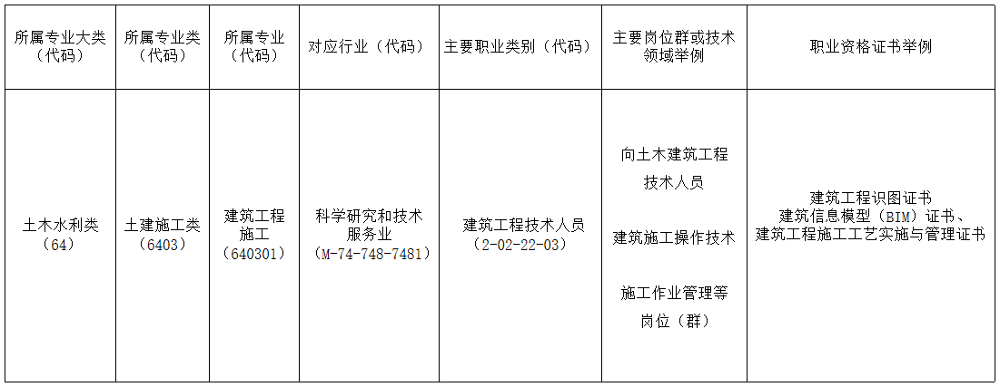 所属专业大类
（代码）
所属专业类
（代码）
所属专业
（代码）
对应行业（代码）
主要职业类别（代码）
主要岗位群或技术
领域举例
职业资格证书举例
土木水利类
（64）
土建施工类
（6403）
建筑工程
施工
（640301）
科学研究和技术
服务业
（M-74-748-7481）
建筑工程技术人员
（2-02-22-03）
向土木建筑工程
技术人员
建筑施工操作技术
施工作业管理等
岗位（群）
建筑工程识图证书
建筑信息模型（BIM）证书、
建筑工程施工工艺实施与管理证书